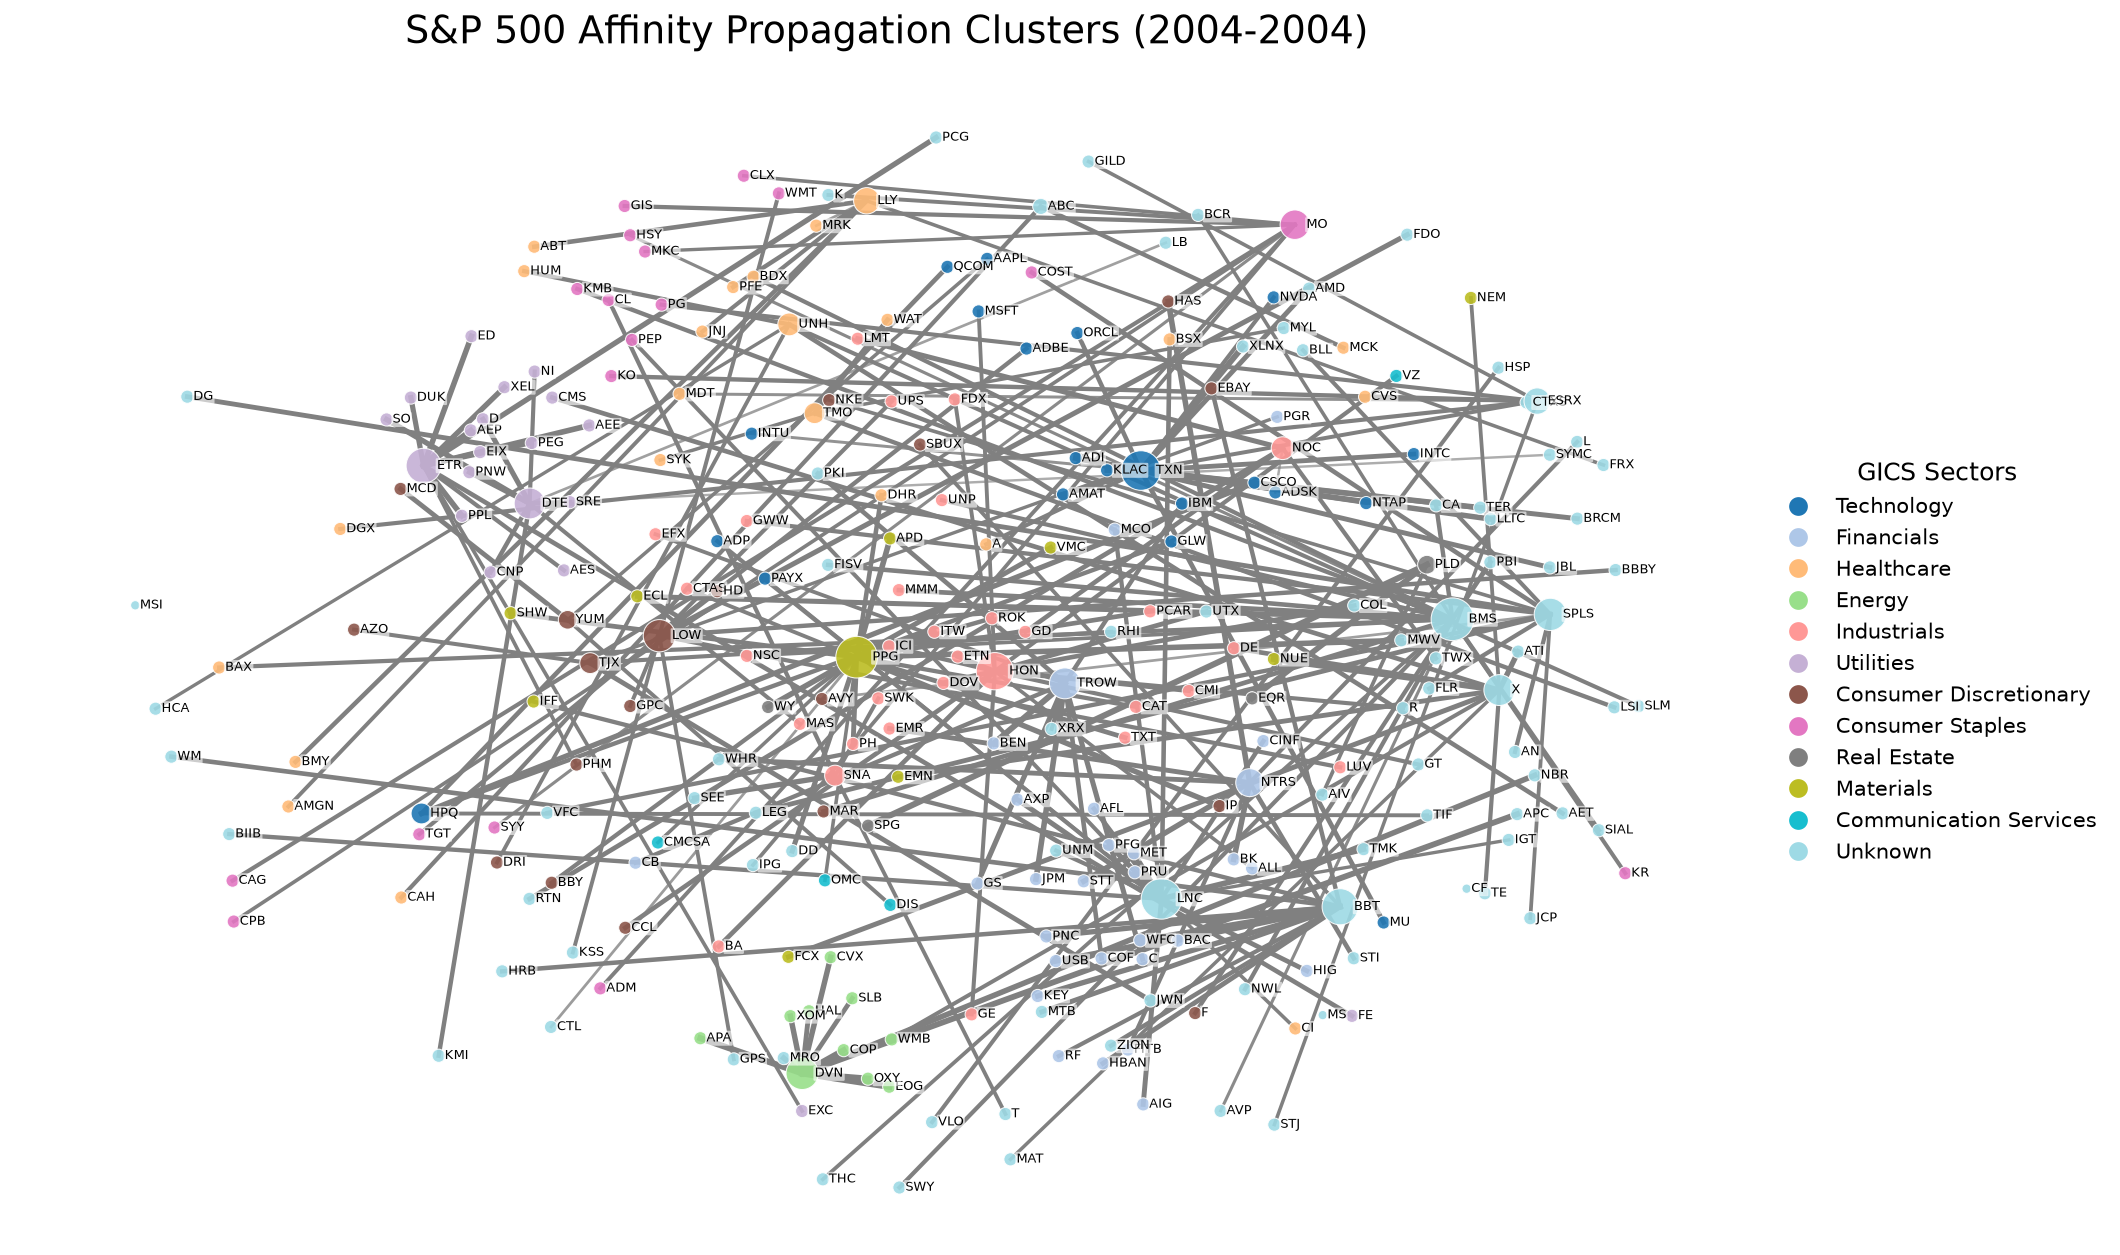 S&P 500 Affinity Propagation Clusters (2004-2004)
PCG
GILD
CLX
WMT
K
LLY
GIS
ABC
BCR
MRK
MO
HSY
FDO
LB
ABT
MKC
AAPL
QCOM
HUM
COST
BDX
PFE
KMB
AMD
CL
NVDA
HAS
NEM
PG
MSFT
WAT
UNH
MYL
JNJ
ORCL
ED
PEP
LMT
BSX
ADBE
XLNX
MCK
BLL
HSP
NI
KO
VZ
XEL
EBAY
DG
MDT
DUK
CMS
CVS
NKE
UPS
FDX
ESRX
TMO
PGR
SO
D
AEE
AEP
INTU
L
PEG
SBUX
NOC
EIX
INTC
SYMC
SYK
ADI
ETR
FRX
PNW
PKI
KLAC
TXN
CSCO
MCD
ADSK
DHR
AMAT
UNP
DTE
SRE
IBM
NTAP
CA
TER
PPL
LLTC
BRCM
GWW
DGX
MCO
EFX
APD
ADP
GLW
A
VMC
PBI
FISV
PLD
JBL
AES
BBBY
CNP
PAYX
CTAS
HD
MMM
ECL
MSI
COL
SHW
PCAR
UTX
SPLS
YUM
ROK
BMS
AZO
ITW
GD
RHI
LOW
MWV
ICI
DE
ATI
NSC
ETN
PPG
NUE
TWX
TJX
BAX
HON
DOV
TROW
FLR
X
CMI
AVY
SWK
EQR
IFF
GPC
WY
CAT
R
LSI
SLM
HCA
MAS
EMR
XRX
TXT
PH
BEN
CINF
AN
WM
WHR
BMY
PHM
GT
LUV
SNA
EMN
NBR
NTRS
SEE
AIV
AXP
AMGN
IP
AFL
HPQ
VFC
LEG
MAR
TIF
APC
AET
SYY
SPG
TGT
BIIB
SIAL
CMCSA
IGT
PFG
DD
UNM
TMK
MET
DRI
CB
IPG
BK
ALL
PRU
KR
CAG
BBY
OMC
GS
JPM
STT
CF
TE
CAH
RTN
LNC
DIS
BBT
JCP
CPB
MU
CCL
PNC
WFC
BAC
BA
KSS
FCX
CVX
STI
USB
COF
C
HRB
HIG
ADM
NWL
KEY
SLB
JWN
HAL
MTB
XOM
GE
F
MS
FE
CTL
CI
APA
WMB
ZION
COP
KMI
GPS
MRO
RF
HBAN
DVN
OXY
EOG
EXC
AIG
AVP
T
VLO
STJ
MAT
THC
SWY
GICS Sectors
Technology
Financials
Healthcare
Energy
Industrials
Utilities
Consumer Discretionary
Consumer Staples
Real Estate
Materials
Communication Services
Unknown